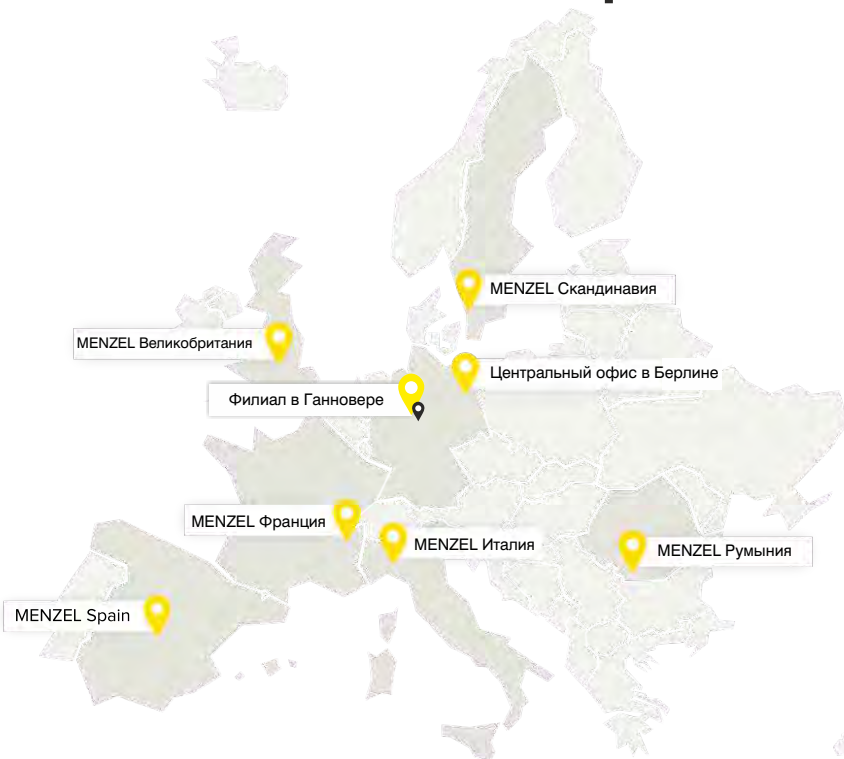 MENZEL Скандинавия
MENZEL Великобритания
Центральный офис в Берлине
Филиал в Ганновере
MENZEL Франция
MENZEL Италия
MENZEL Румыния
MENZEL Spain